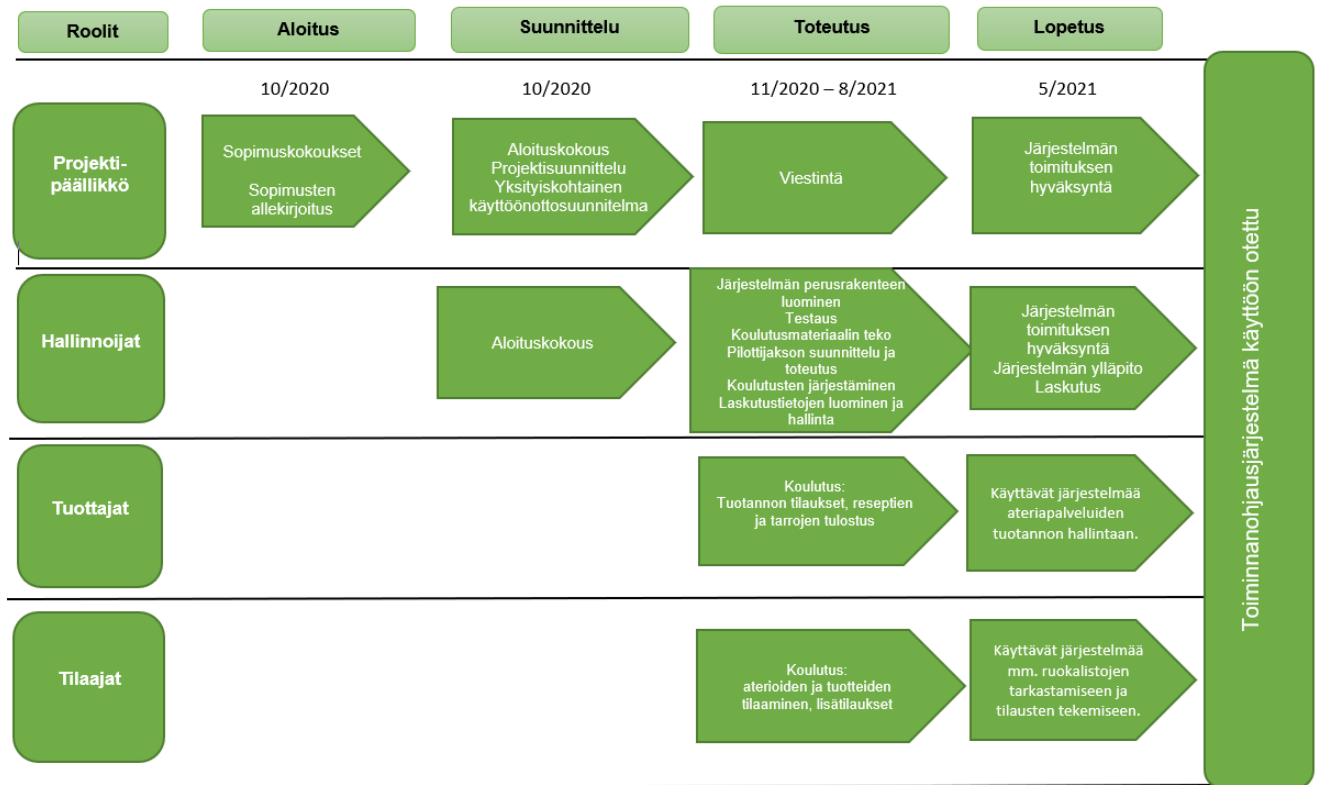 Roolit
Aloitus
Suunnittelu
Toteutus
Lopetus
10/2020
10/2020
11/2020 – 8/2021
5/2021
Projekti-
päällikkö
Sopimuskokoukset
Sopimusten
allekirjoitus
Aloituskokous
Projektisuunnittelu
Yksityiskohtainen
käyttöönottosuunnitelma
Viestintä
Järjestelmän
toimituksen
hyväksyntä
Hallinnoijat
Aloituskokous
Järjestelmän perusrakenteen
luominen
Testaus
Koulutusmateriaalin teko
Pilottijakson suunnittelu ja
toteutus
Koulutusten järjestäminen
Laskutustietojen luominen ja
hallinta
Järjestelmän
toimituksen
hyväksyntä
Järjestelmän ylläpito
Laskutus
Tuottajat
Koulutus:
Tuotannon tilaukset, reseptien
ja tarrojen tulostus
Käyttävät järjestelmää
ateriapalveluiden
tuotannon hallintaan.
Tilaajat
Koulutus:
aterioiden ja tuotteiden
tilaaminen, lisätilaukset
Käyttävät järjestelmää
mm. ruokalistojen
tarkastamiseen ja
tilausten tekemiseen.
Toiminnanohjausjärjestelmä käyttöön otettu